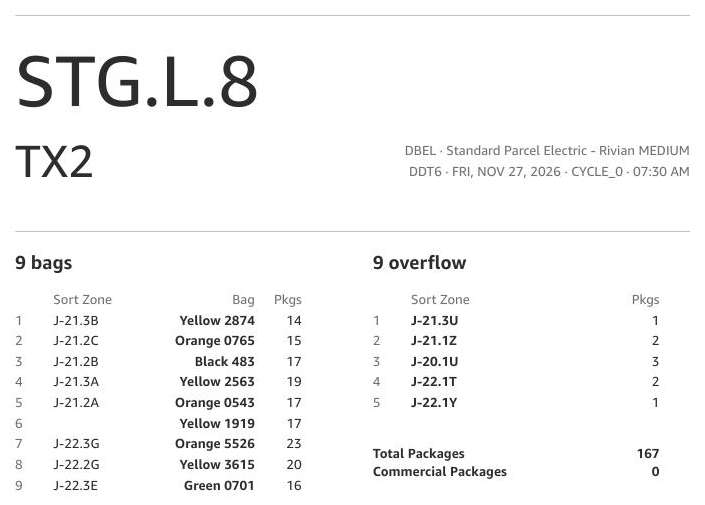 STG.L.8
TX2
DBEL · Standard Parcel Electric - Rivian MEDIUM
DDT6 · FRI, NOV 27, 2026 · CYCLE_0 · 07:30 AM
9 bags
Sort Zone Bag Pkgs
1 J-21.3B Yellow 2874 14
2 J-21.2C Orange 0765 15
3 J-21.2B Black 483 17
4 J-21.3A Yellow 2563 19
5 J-21.2A Orange 0543 17
6 Yellow 1919 17
7 J-22.3G Orange 5526 23
8 J-22.2G Yellow 3615 20
9 J-22.3E Green 0701 16
9 overflow
Sort Zone Pkgs
1 J-21.3U 1
2 J-21.1Z 2
3 J-20.1U 3
4 J-22.1T 2
5 J-22.1Y 1
Total Packages 167
Commercial Packages 0